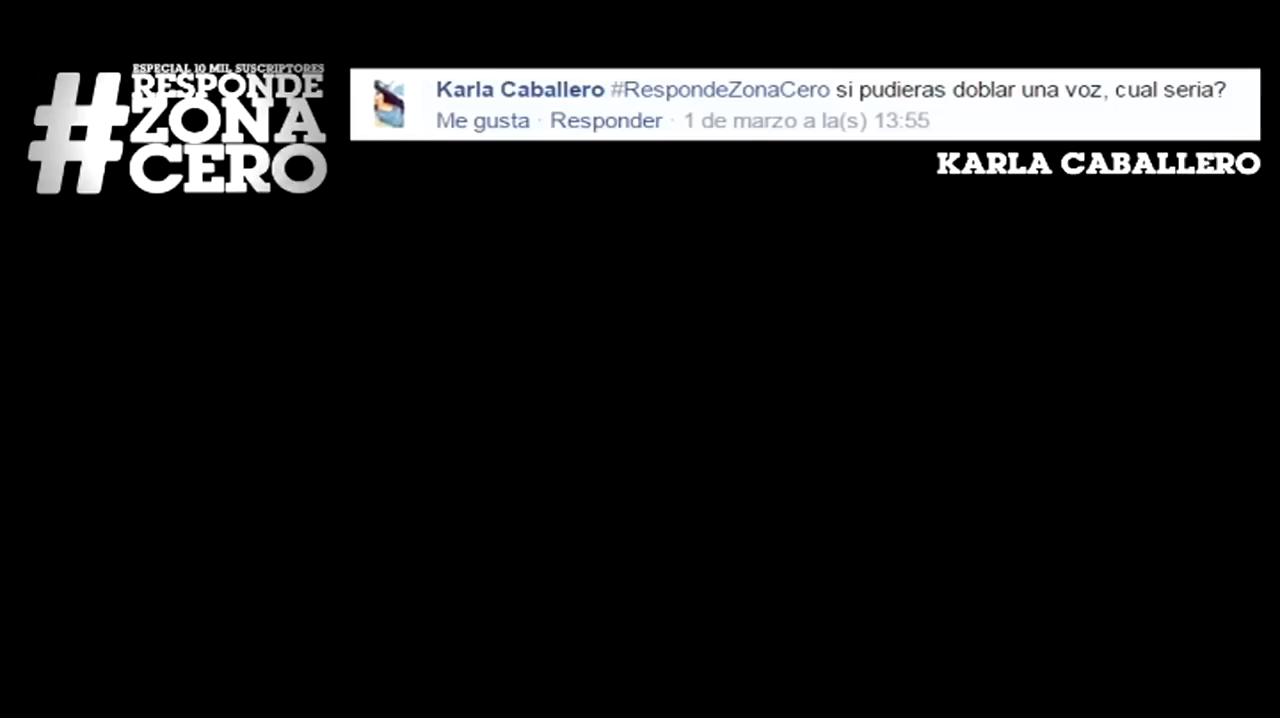 ESPECIAL 10 MIL SUSCRIPTORES
#RESPONDE
ZONA
CERO
Karla Caballero #RespondeZonaCero si pudieras doblar una voz, cual seria?
Me gusta · Responder · 1 de marzo a la(s) 13:55
KARLA CABALLERO